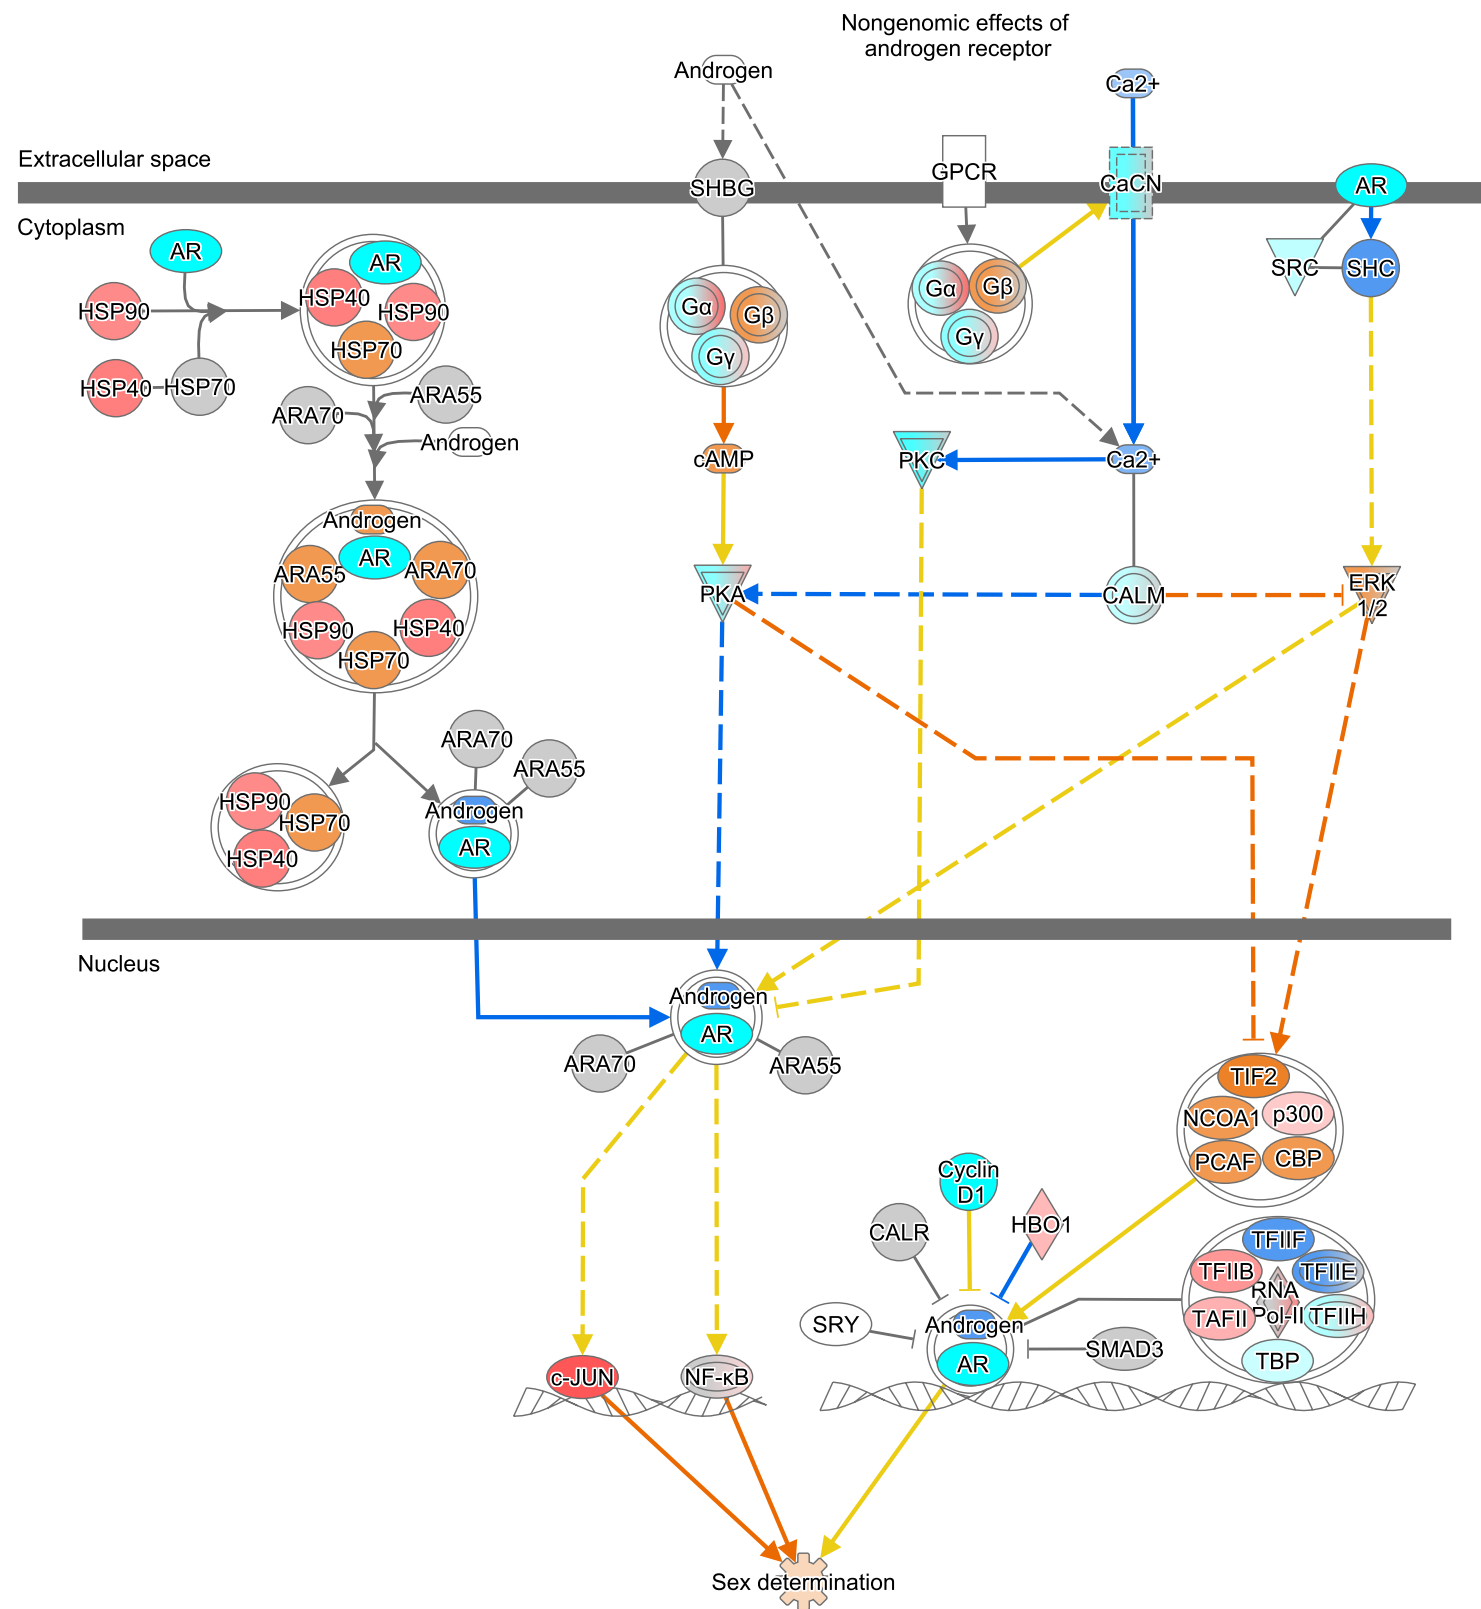 Nongenomic effects of
androgen receptor
Androgen
Ca2+
Extracellular space
SHBG
GPCR
CaCN
AR
Cytoplasm
AR
AR
HSP40
HSP90
HSP90
HSP70
HSP40
HSP70
ARA70
ARA55
Androgen
Gα
Gβ
Gγ
Gα
Gβ
Gγ
SRC
SHC
cAMP
PKC
Ca2+
Androgen
AR
ARA55
ARA70
HSP90
HSP40
HSP70
PKA
CALM
ERK
1/2
ARA70
ARA55
HSP90
HSP70
HSP40
Androgen
AR
Nucleus
Androgen
AR
ARA70
ARA55
TIF2
NCOA1
p300
PCAF
CBP
Cyclin
D1
CALR
HBO1
TFIIF
TFIIB
TFIIE
RNA
Pol-II
TAFII
TFIIH
TBP
SRY
Androgen
AR
SMAD3
c-JUN
NF-κB
Sex determination